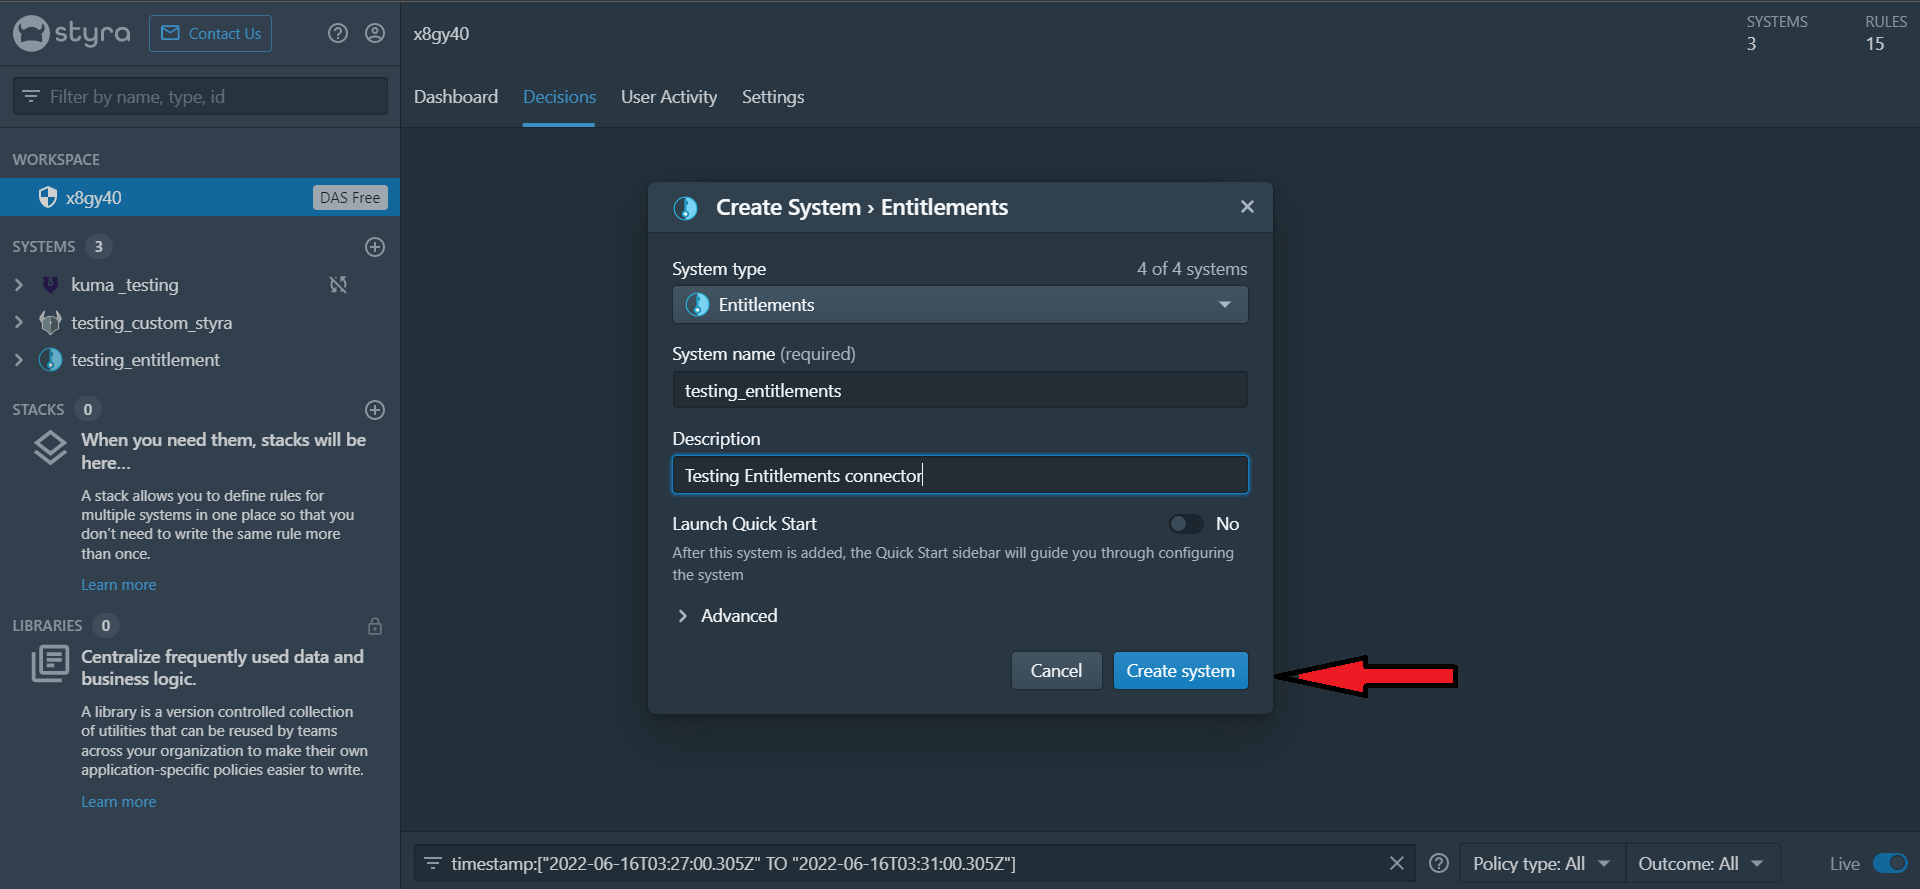 styra
Contact Us
Filter by name, type, id
WORKSPACE
x8gy40
DAS Free
SYSTEMS 3
kuma _testing
testing_custom_styra
testing_entitlement
STACKS 0
When you need them, stacks will be
here...
A stack allows you to define rules for
multiple systems in one place so that you
don’t need to write the same rule more
than once.
Learn more
LIBRARIES 0
Centralize frequently used data and
business logic.
A library is a version controlled collection
of utilities that can be reused by teams
across your organization to make their own
application-specific policies easier to write.
Learn more
x8gy40
SYSTEMS
3
RULES
15
Dashboard Decisions User Activity Settings
Create System › Entitlements
System type
4 of 4 systems
Entitlements
System name (required)
testing_entitlements
Description
Testing Entitlements connector
Launch Quick Start
No
After this system is added, the Quick Start sidebar will guide you through configuring
the system
Advanced
Cancel
Create system
timestamp:["2022-06-16T03:27:00.305Z" TO "2022-06-16T03:31:00.305Z"]
Policy type: All
Outcome: All
Live